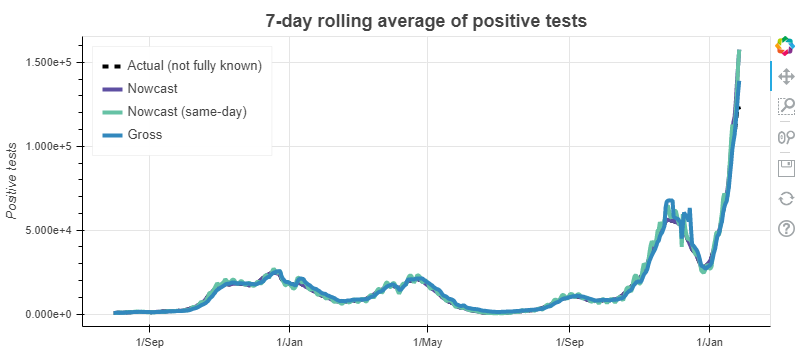 7-day rolling average of positive tests
1.500e+5
1.000e+5
5.000e+4
0.000e+0
Positive tests
Actual (not fully known)
Nowcast
Nowcast (same-day)
Gross
1/Sep 1/Jan 1/May 1/Sep 1/Jan